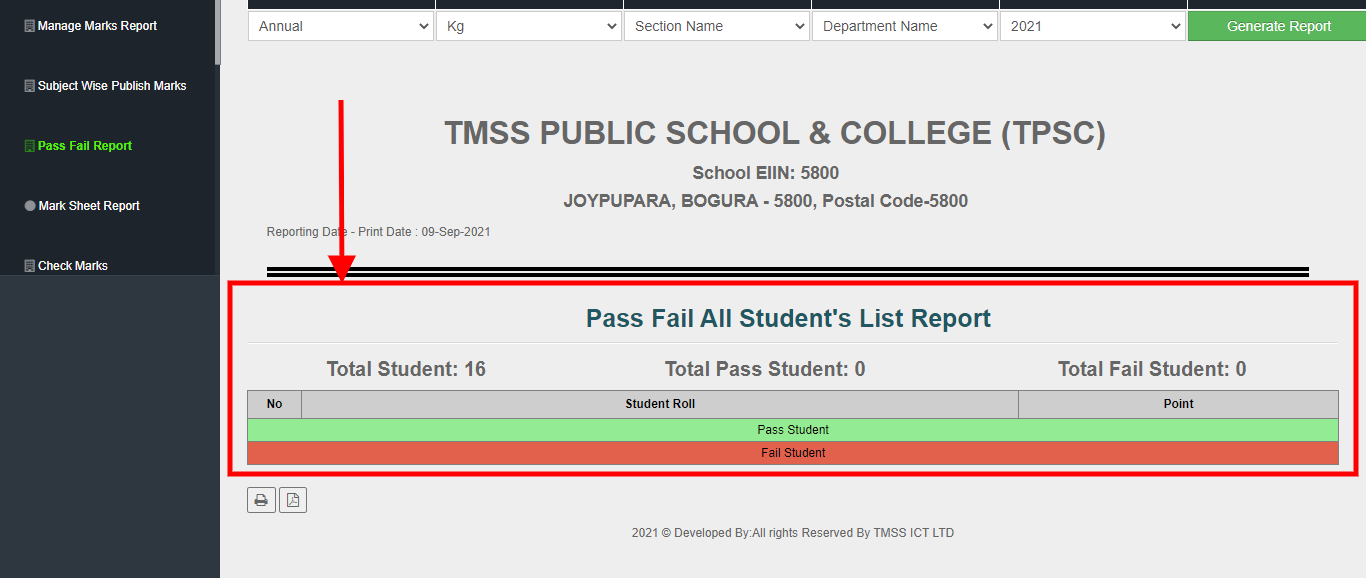 Manage Marks Report
Subject Wise Publish Marks
Pass Fail Report
Mark Sheet Report
Check Marks
Annual Kg Section Name Department Name 2021 Generate Report
TMSS PUBLIC SCHOOL & COLLEGE (TPSC)
School EIIN: 5800
JOYPUPARA, BOGURA - 5800, Postal Code-5800
Reporting Date - Print Date : 09-Sep-2021
Pass Fail All Student's List Report
Total Student: 16 Total Pass Student: 0 Total Fail Student: 0
No Student Roll Point
Pass Student
Fail Student
2021 © Developed By:All rights Reserved By TMSS ICT LTD